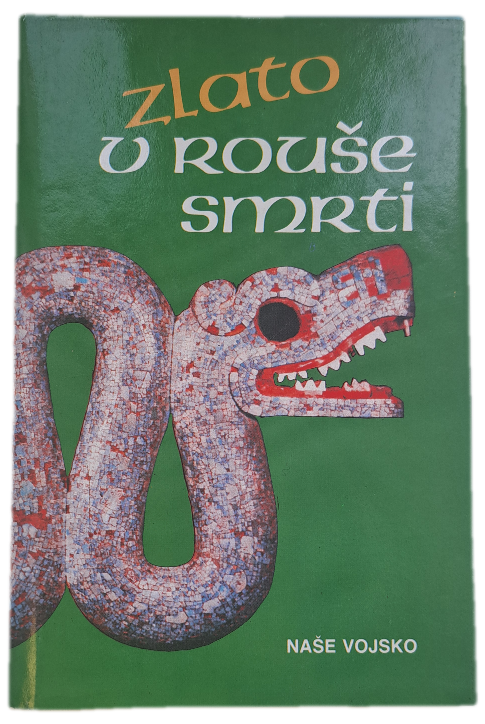 zlato
v rouše
smrti
NAŠE VOJSKO